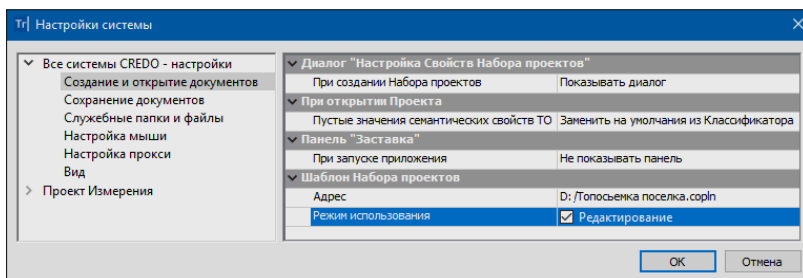 Tr Настройки системы
Все системы CREDO - настройки
Создание и открытие документов
Сохранение документов
Служебные папки и файлы
Настройка мыши
Настройка прокси
Вид
Проект Измерения
Диалог "Настройка Свойств Набора проектов"
При создании Набора проектов Показывать диалог
При открытии Проекта
Пустые значения семантических свойств ТО Заменить на умолчания из Классификатора
Панель "Заставка"
При запуске приложения Не показывать панель
Шаблон Набора проектов
Адрес D: /Топосьемка поселка.copln
Режим использования Редактирование
ОК Отмена